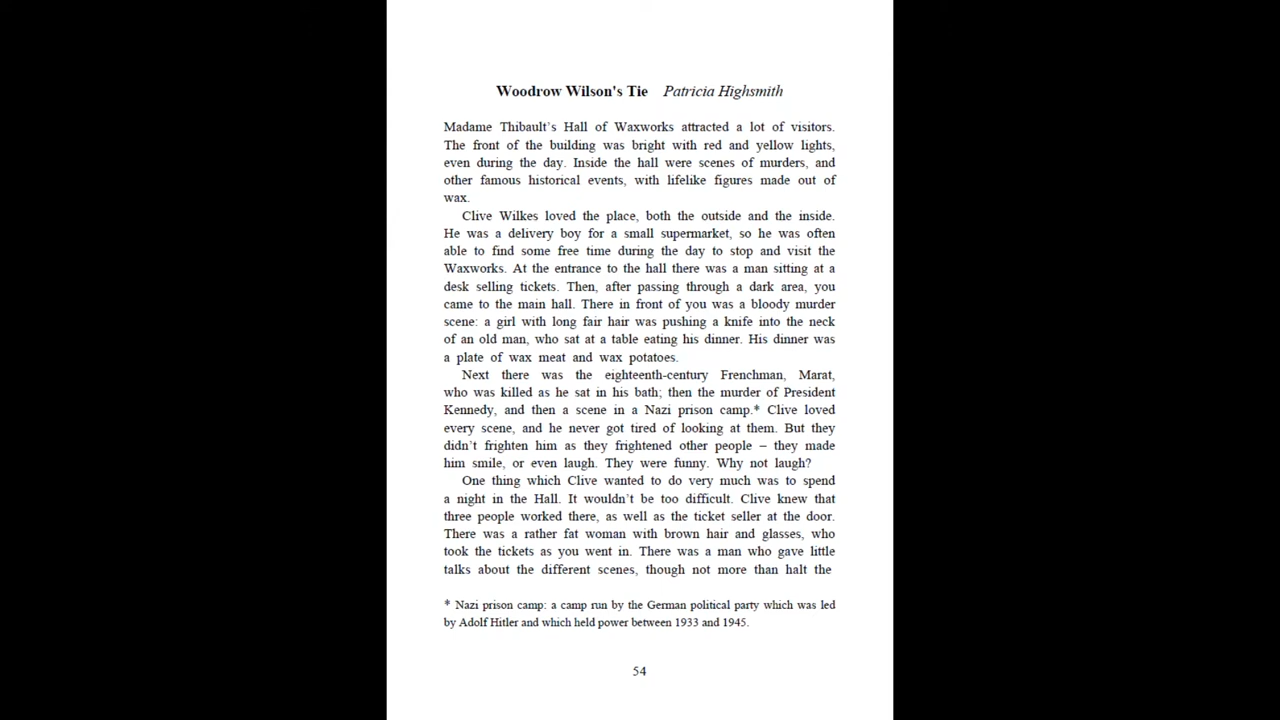 Woodrow Wilson's Tie Patricia Highsmith
Madame Thibault's Hall of Waxworks attracted a lot of visitors.
The front of the building was bright with red and yellow lights,
even during the day. Inside the hall were scenes of murders, and
other famous historical events, with lifelike figures made out of
wax.
Clive Wilkes loved the place, both the outside and the inside.
He was a delivery boy for a small supermarket, so he was often
able to find some free time during the day to stop and visit the
Waxworks. At the entrance to the hall there was a man sitting at a
desk selling tickets. Then, after passing through a dark area, you
came to the main hall. There in front of you was a bloody murder
scene: a girl with long fair hair was pushing a knife into the neck
of an old man, who sat at a table eating his dinner. His dinner was
a plate of wax meat and wax potatoes.
Next there was the eighteenth-century Frenchman, Marat,
who was killed as he sat in his bath; then the murder of President
Kennedy, and then a scene in a Nazi prison camp.* Clive loved
every scene, and he never got tired of looking at them. But they
didn't frighten him as they frightened other people – they made
him smile, or even laugh. They were funny. Why not laugh?
One thing which Clive wanted to do very much was to spend
a night in the Hall. It wouldn't be too difficult. Clive knew that
three people worked there, as well as the ticket seller at the door.
There was a rather fat woman with brown hair and glasses, who
took the tickets as you went in. There was a man who gave little
talks about the different scenes, though not more than halt the
* Nazi prison camp: a camp run by the German political party which was led
by Adolf Hitler and which held power between 1933 and 1945.
54